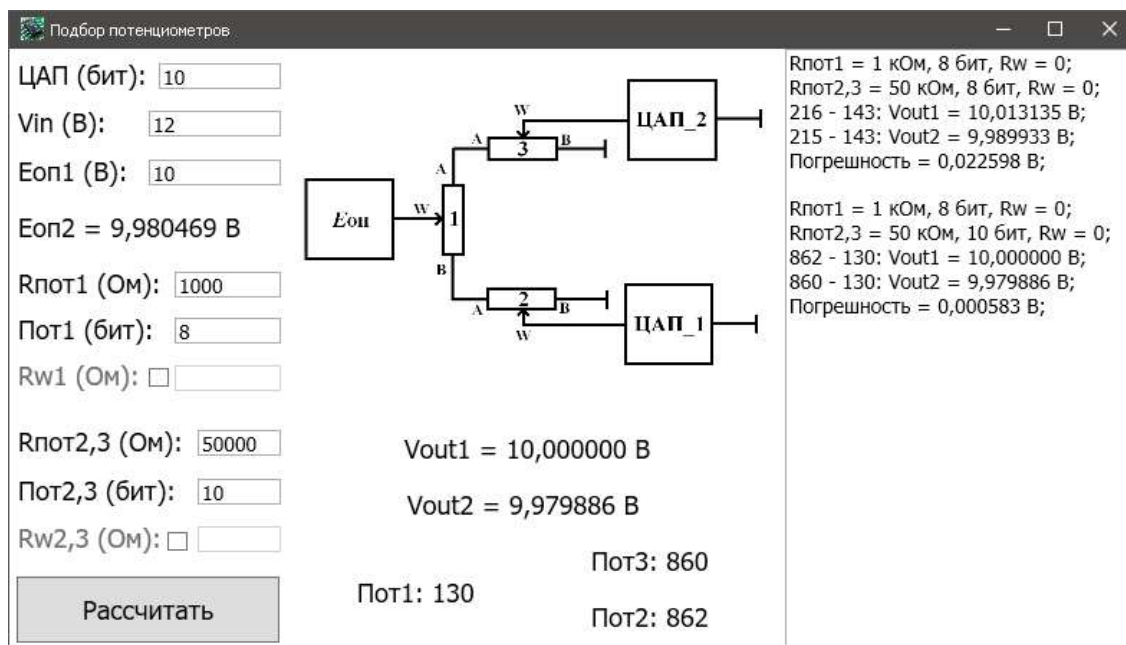 Подбор потенциометров
ЦАП (бит): 10
Vin (В): 12
Еоп1 (В): 10
Еоп2 = 9,980469 В
Rпот1 (Ом): 1000
Пот1 (бит): 8
Rw1 (Ом):
Rпот2,3 (Ом): 50000
Пот2,3 (бит): 10
Rw2,3 (Ом):
Рассчитать
W
ЦАП_2
A
B
3
A
Eоп
W
1
B
2
A
B
W
ЦАП_1
Vout1 = 10,000000 В
Vout2 = 9,979886 В
Пот3: 860
Пот1: 130
Пот2: 862
Rпот1 = 1 кОм, 8 бит, Rw = 0;
Rпот2,3 = 50 кОм, 8 бит, Rw = 0;
216 - 143: Vout1 = 10,013135 В;
215 - 143: Vout2 = 9,989933 В;
Погрешность = 0,022598 В;
Rпот1 = 1 кОм, 8 бит, Rw = 0;
Rпот2,3 = 50 кОм, 10 бит, Rw = 0;
862 - 130: Vout1 = 10,000000 В;
860 - 130: Vout2 = 9,979886 В;
Погрешность = 0,000583 В;